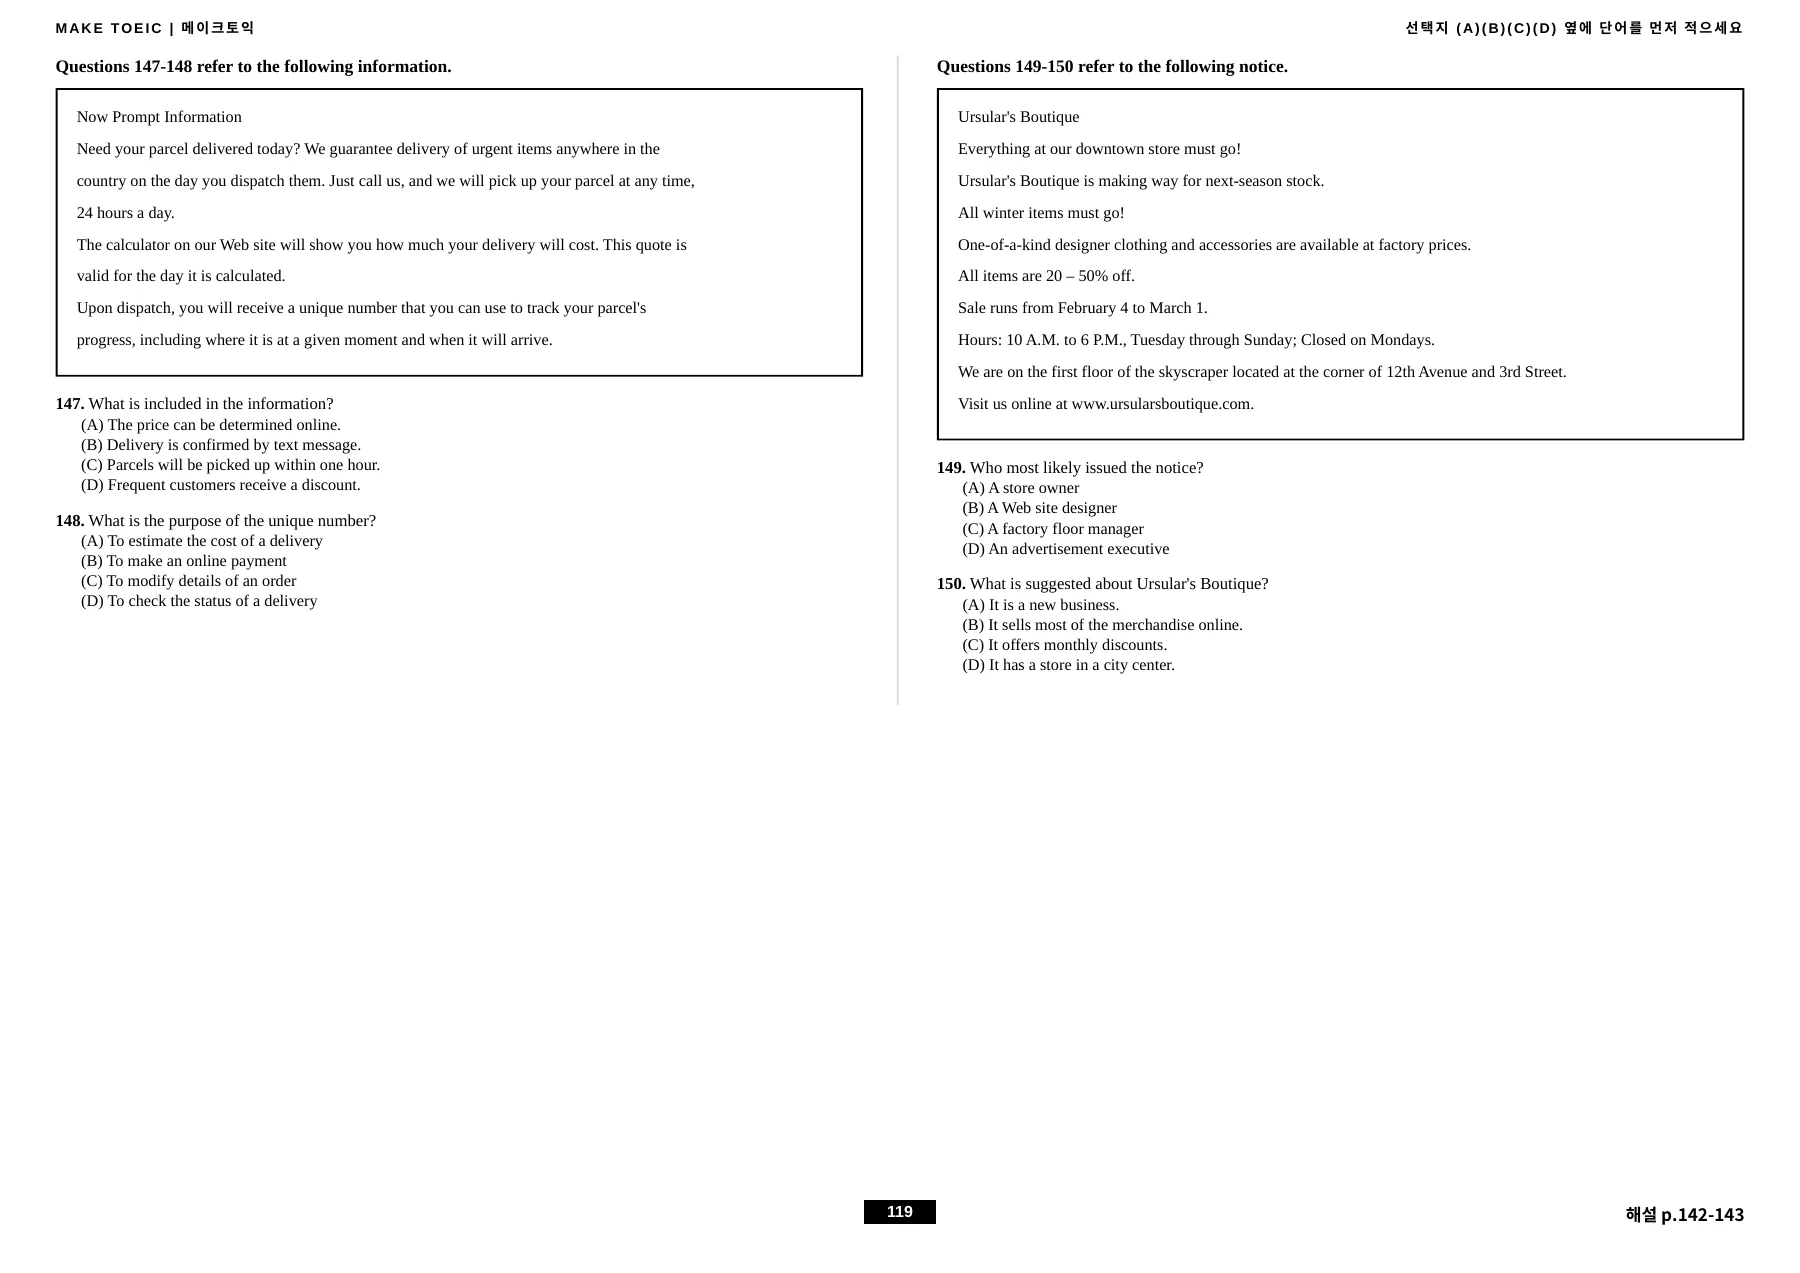 MAKE TOEIC | 메이크토익
선택지 (A)(B)(C)(D) 옆에 단어를 먼저 적으세요
Questions 147-148 refer to the following information.
Now Prompt Information
Need your parcel delivered today? We guarantee delivery of urgent items anywhere in the
country on the day you dispatch them. Just call us, and we will pick up your parcel at any time,
24 hours a day.
The calculator on our Web site will show you how much your delivery will cost. This quote is
valid for the day it is calculated.
Upon dispatch, you will receive a unique number that you can use to track your parcel's
progress, including where it is at a given moment and when it will arrive.
147. What is included in the information?
(A) The price can be determined online.
(B) Delivery is confirmed by text message.
(C) Parcels will be picked up within one hour.
(D) Frequent customers receive a discount.
148. What is the purpose of the unique number?
(A) To estimate the cost of a delivery
(B) To make an online payment
(C) To modify details of an order
(D) To check the status of a delivery
Questions 149-150 refer to the following notice.
Ursular's Boutique
Everything at our downtown store must go!
Ursular's Boutique is making way for next-season stock.
All winter items must go!
One-of-a-kind designer clothing and accessories are available at factory prices.
All items are 20 – 50% off.
Sale runs from February 4 to March 1.
Hours: 10 A.M. to 6 P.M., Tuesday through Sunday; Closed on Mondays.
We are on the first floor of the skyscraper located at the corner of 12th Avenue and 3rd Street.
Visit us online at www.ursularsboutique.com.
149. Who most likely issued the notice?
(A) A store owner
(B) A Web site designer
(C) A factory floor manager
(D) An advertisement executive
150. What is suggested about Ursular's Boutique?
(A) It is a new business.
(B) It sells most of the merchandise online.
(C) It offers monthly discounts.
(D) It has a store in a city center.
119
해설 p.142-143